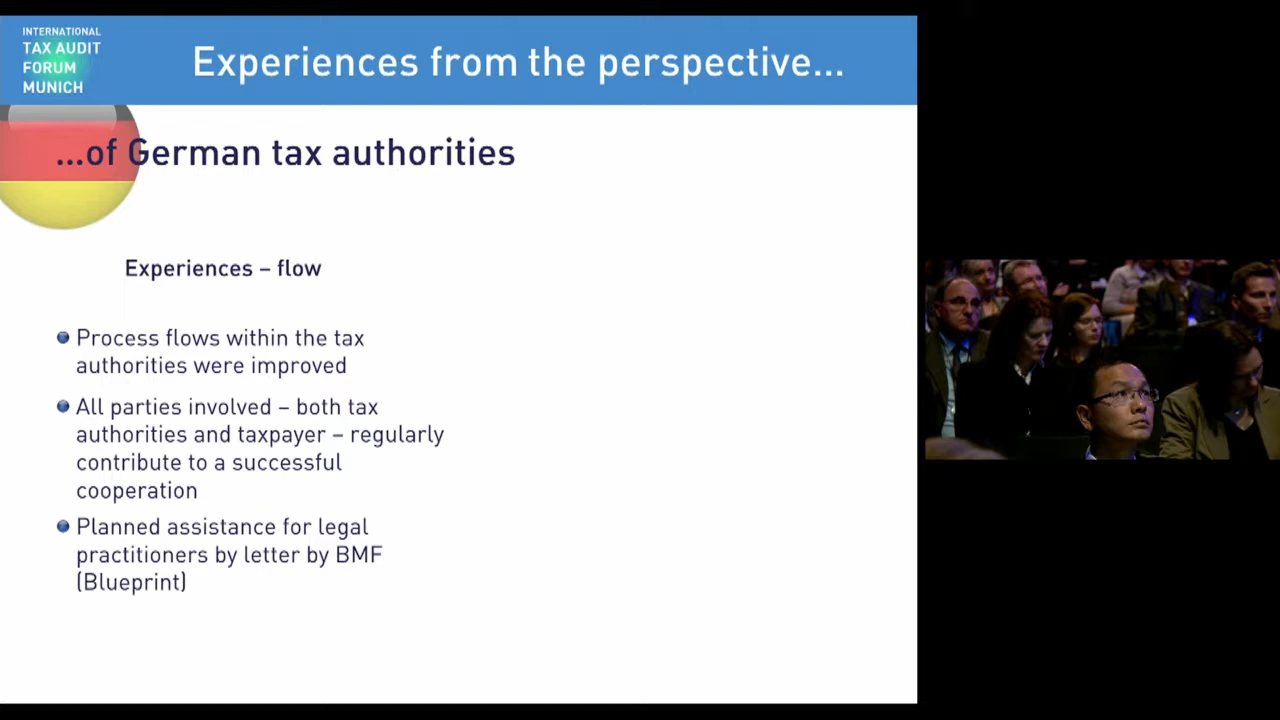 INTERNATIONAL
TAX AUDIT
FORUM
MUNICH
Experiences from the perspective...
...of German tax authorities
Experiences – flow
Process flows within the tax
authorities were improved
All parties involved – both tax
authorities and taxpayer – regularly
contribute to a successful
cooperation
Planned assistance for legal
practitioners by letter by BMF
(Blueprint)